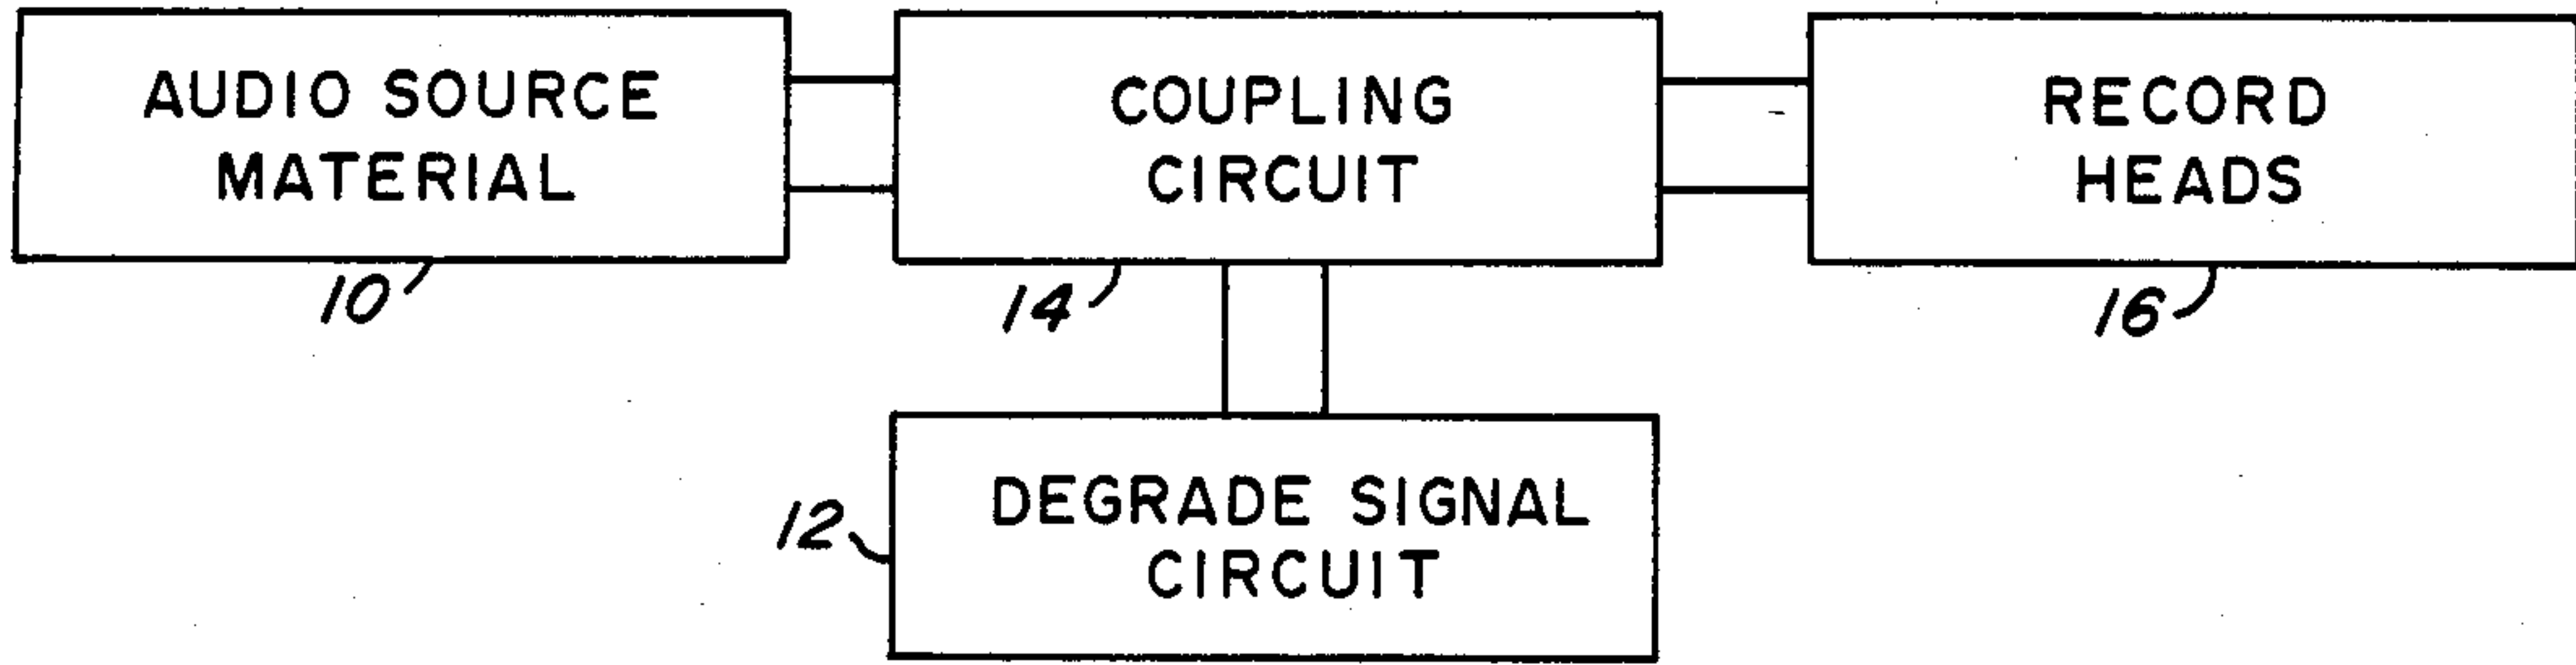 AUDIO SOURCE
MATERIAL
10
COUPLING
CIRCUIT
14
RECORD
HEADS
16
DEGRADE SIGNAL
CIRCUIT
12